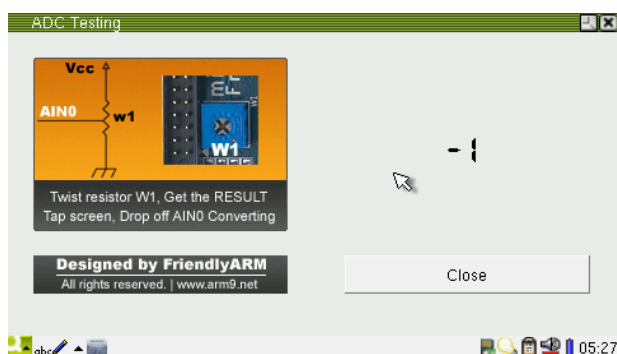 ADC Testing
Vcc
AIN0
w1
W1
W1
Twist resistor W1, Get the RESULT
Tap screen, Drop off AIN0 Converting
-1
Designed by FriendlyARM
All rights reserved. | www.arm9.net
Close
abc
05:27